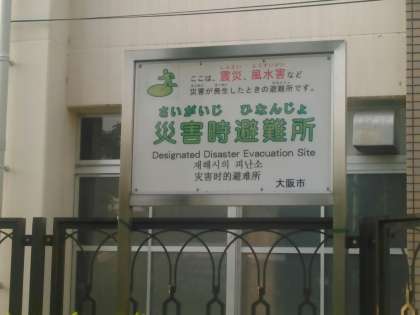 ここは、震災、風水害など
災害が発生したときの避難所です。
さいがいじ ひなんじょ
災害時避難所
Designated Disaster Evacuation Site
재해시의 피난소
灾害时的避难所
大阪市